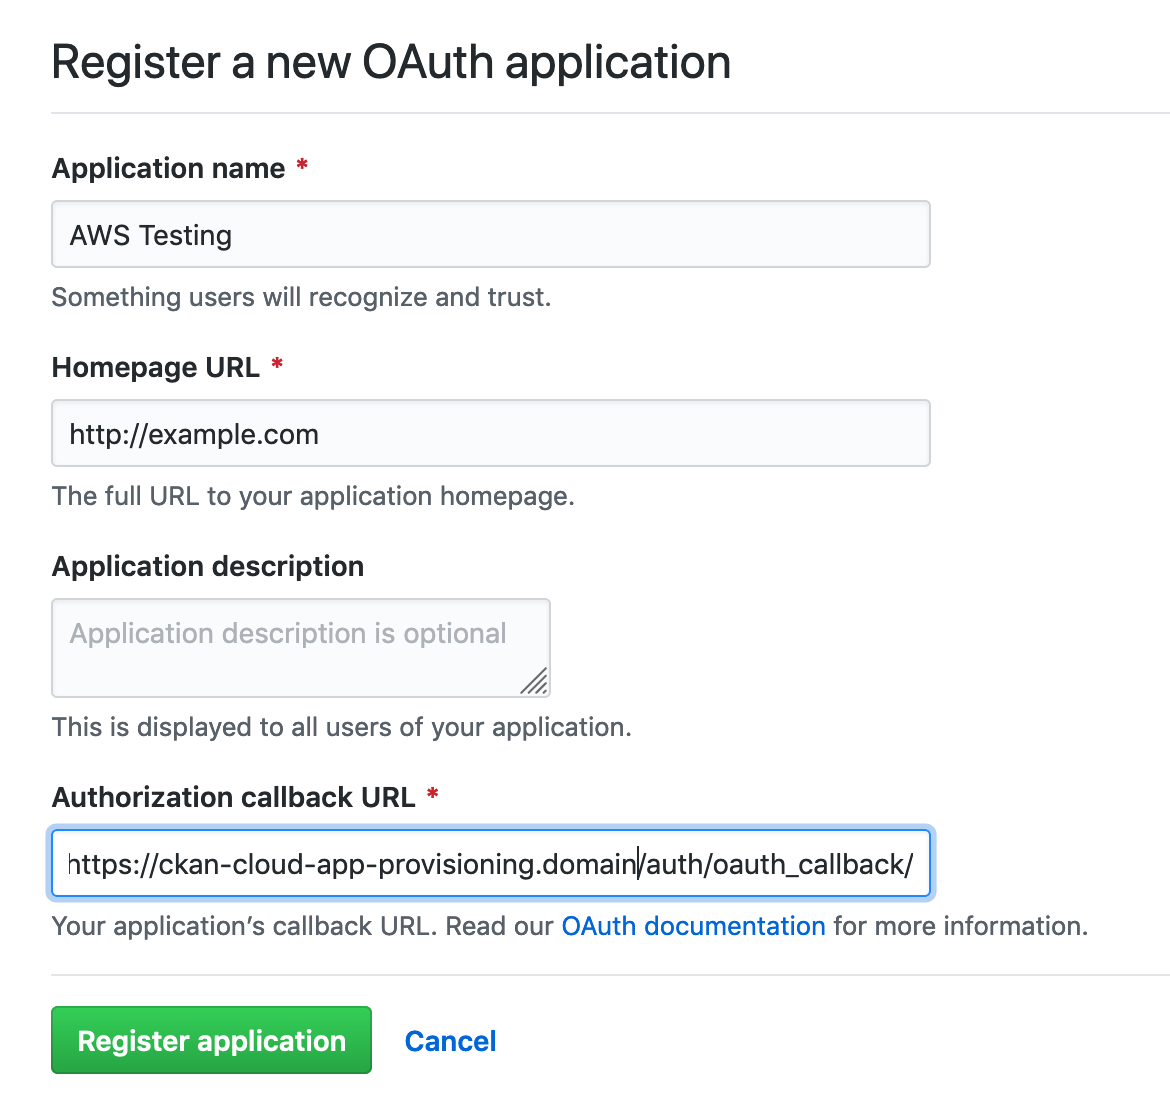 Register a new OAuth application
Application name *
AWS Testing
Something users will recognize and trust.
Homepage URL *
http://example.com
The full URL to your application homepage.
Application description
Application description is optional
This is displayed to all users of your application.
Authorization callback URL *
https://ckan-cloud-app-provisioning.domain/auth/oauth_callback/
Your application’s callback URL. Read our OAuth documentation for more information.
Register application Cancel